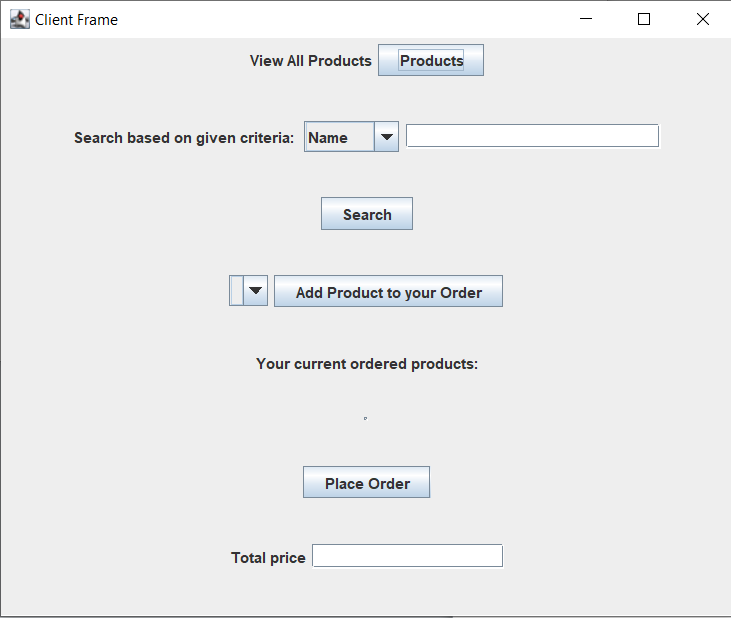 Client Frame
View All Products Products
Search based on given criteria: Name
Search
Add Product to your Order
Your current ordered products:
Place Order
Total price